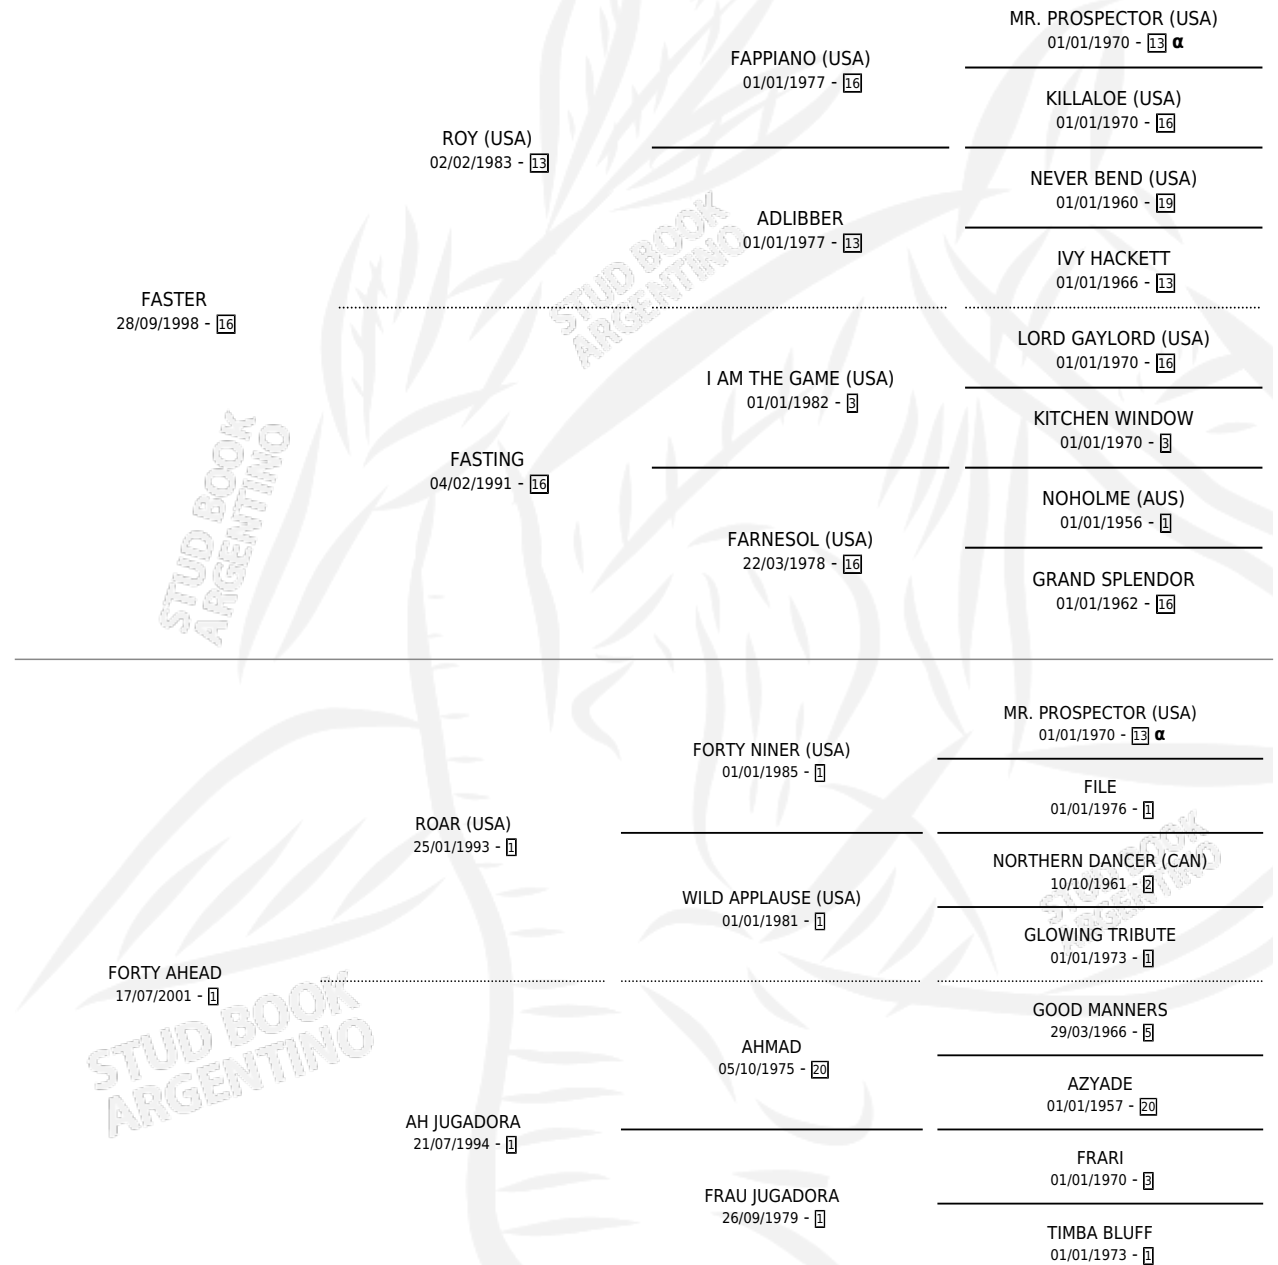 MR. PROSPECTOR (USA)
01/01/1970 - 13 α
FAPPIANO (USA)
01/01/1977 - 16
KILLALOE (USA)
01/01/1970 - 16
ROY (USA)
02/02/1983 - 13
NEVER BEND (USA)
01/01/1960 - 19
ADLIBBER
01/01/1977 - 13
IVY HACKETT
01/01/1966 - 13
FASTER
28/09/1998 - 16
LORD GAYLORD (USA)
01/01/1970 - 16
I AM THE GAME (USA)
01/01/1982 - 3
KITCHEN WINDOW
01/01/1970 - 3
FASTING
04/02/1991 - 16
NOHOLME (AUS)
01/01/1956 - 1
FARNESOL (USA)
22/03/1978 - 16
GRAND SPLENDOR
01/01/1962 - 16
STUD BOOK
ARGENTINO
STUD BOOK
ARGENTINO
MR. PROSPECTOR (USA)
01/01/1970 - 13 α
FORTY NINER (USA)
01/01/1985 - 1
FILE
01/01/1976 - 1
ROAR (USA)
25/01/1993 - 1
NORTHERN DANCER (CAN)
10/10/1961 - 2
WILD APPLAUSE (USA)
01/01/1981 - 1
GLOWING TRIBUTE
01/01/1973 - 1
FORTY AHEAD
17/07/2001 - 1
GOOD MANNERS
29/03/1966 - 5
AHMAD
05/10/1975 - 20
AZYADE
01/01/1957 - 20
AH JUGADORA
21/07/1994 - 1
FRARI
01/01/1970 - 3
FRAU JUGADORA
26/09/1979 - 1
TIMBA BLUFF
01/01/1973 - 1
STUD BOOK
ARGENTINO
STUD BOOK
ARGENTINO